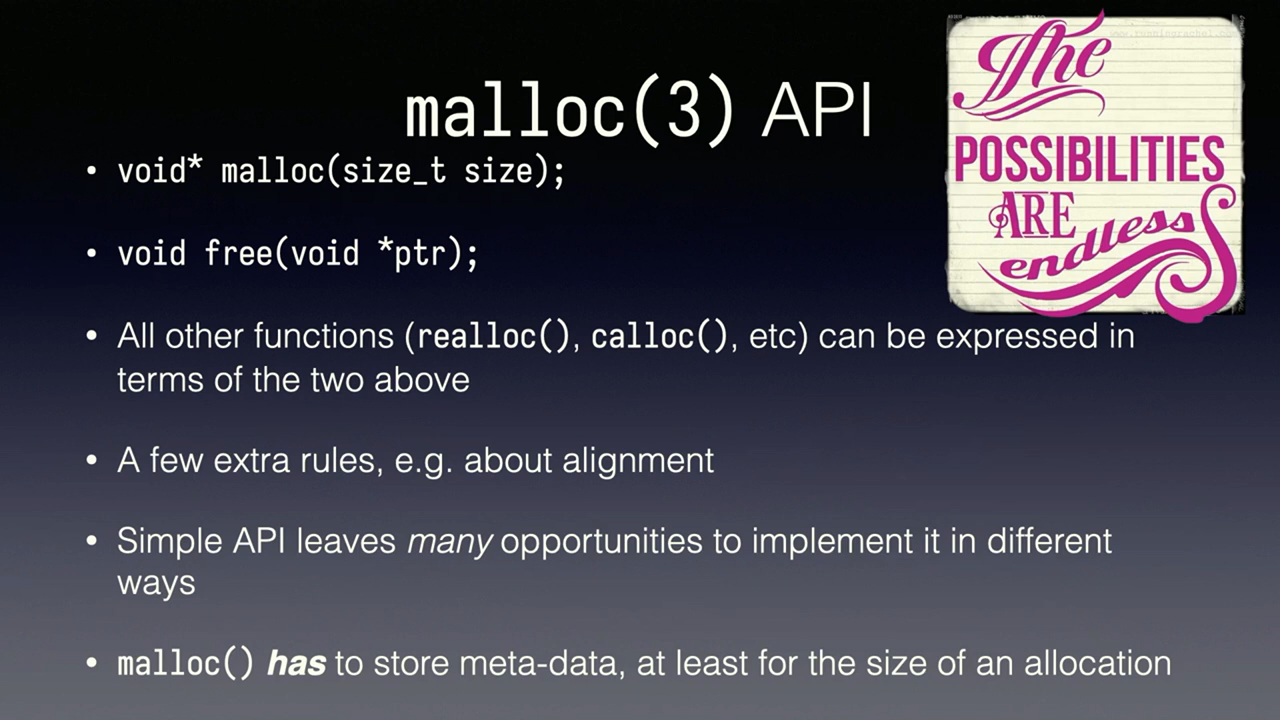 malloc(3) API
The
POSSIBILITIES
ARE
endless
• void* malloc(size_t size);
• void free(void *ptr);
• All other functions (realloc(), calloc(), etc) can be expressed in
terms of the two above
• A few extra rules, e.g. about alignment
• Simple API leaves many opportunities to implement it in different
ways
• malloc() has to store meta-data, at least for the size of an allocation